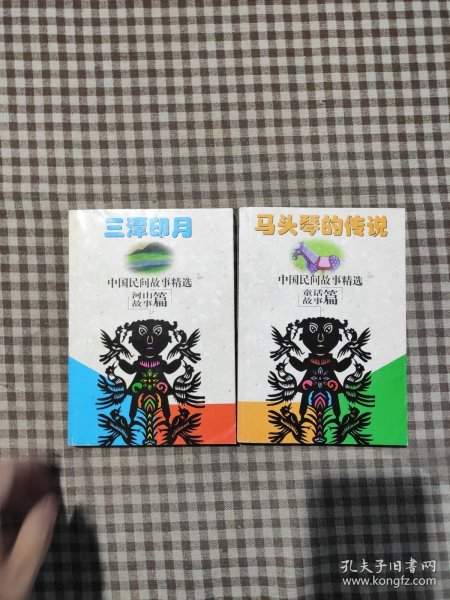 三潭印月
中国民间故事精选
河山
故事
篇
马头琴的传说
中国民间故事精选
童话
故事
篇
孔夫子旧书网
www.kongfz.com